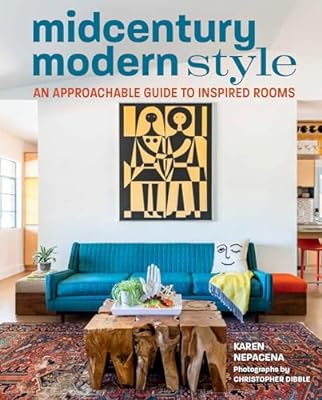 midcentury
modern style
AN APPROACHABLE GUIDE TO INSPIRED ROOMS
KAREN
NEPACENA
Photographs by
CHRISTOPHER DIBBLE